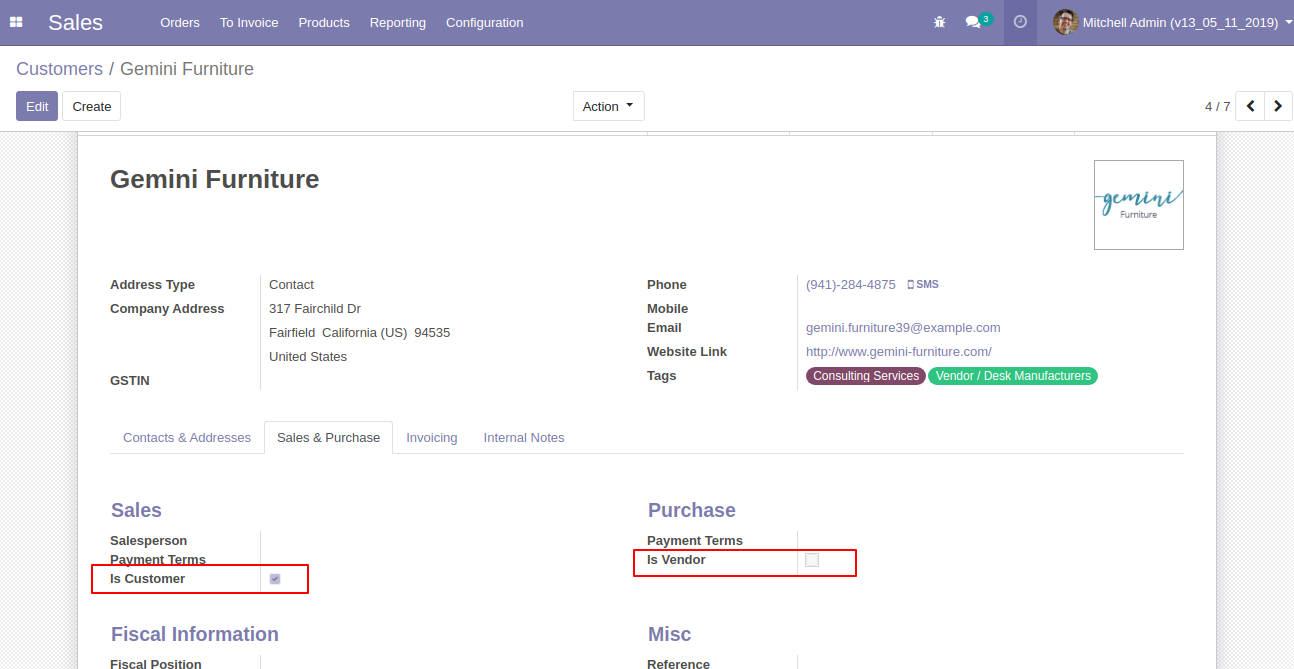 Sales Orders To Invoice Products Reporting Configuration 3 Mitchell Admin (v13_05_11_2019)
Customers / Gemini Furniture
Edit Create Action 4 / 7
Gemini Furniture
gemini
Furniture
Address Type Contact
Company Address 317 Fairchild Dr
Fairfield California (US) 94535
United States
GSTIN
Phone (941)-284-4875 SMS
Mobile
Email gemini.furniture39@example.com
Website Link http://www.gemini-furniture.com/
Tags Consulting Services Vendor / Desk Manufacturers
Contacts & Addresses Sales & Purchase Invoicing Internal Notes
Sales
Salesperson
Payment Terms
Is Customer
Purchase
Payment Terms
Is Vendor
Fiscal Information
Fiscal Position
Misc
Reference